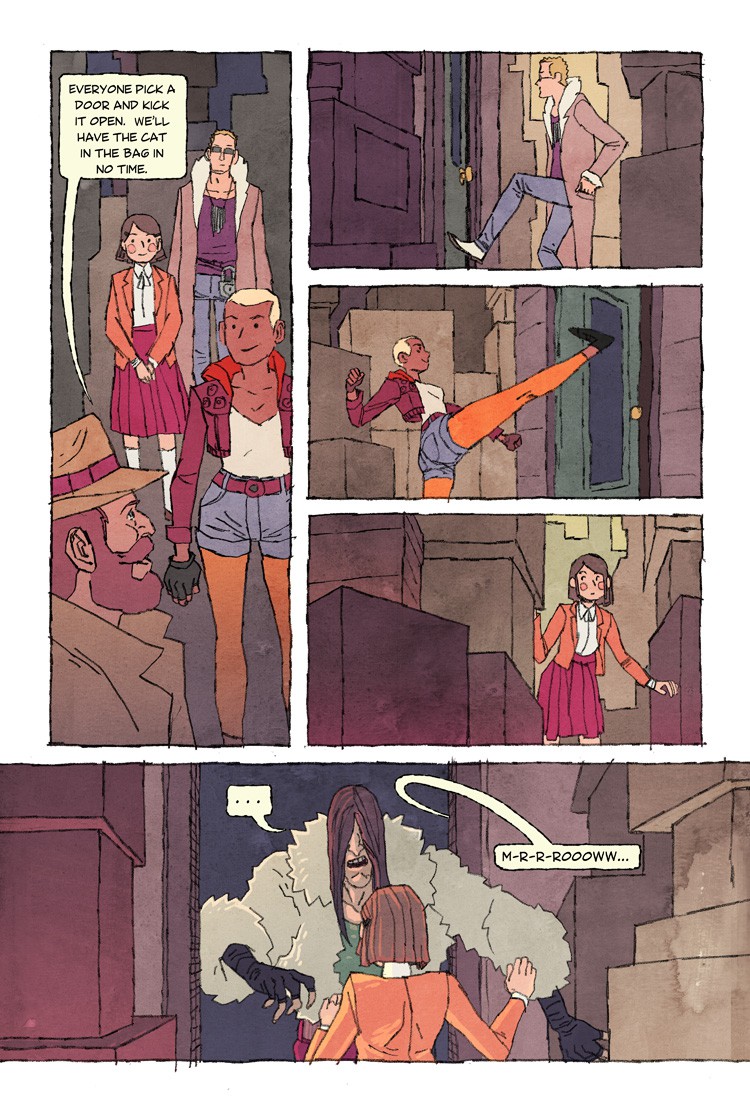 EVERYONE PICK A
DOOR AND KICK
IT OPEN. WE'LL
HAVE THE CAT
IN THE BAG IN
NO TIME.
....
M-R-R-ROOOWW...